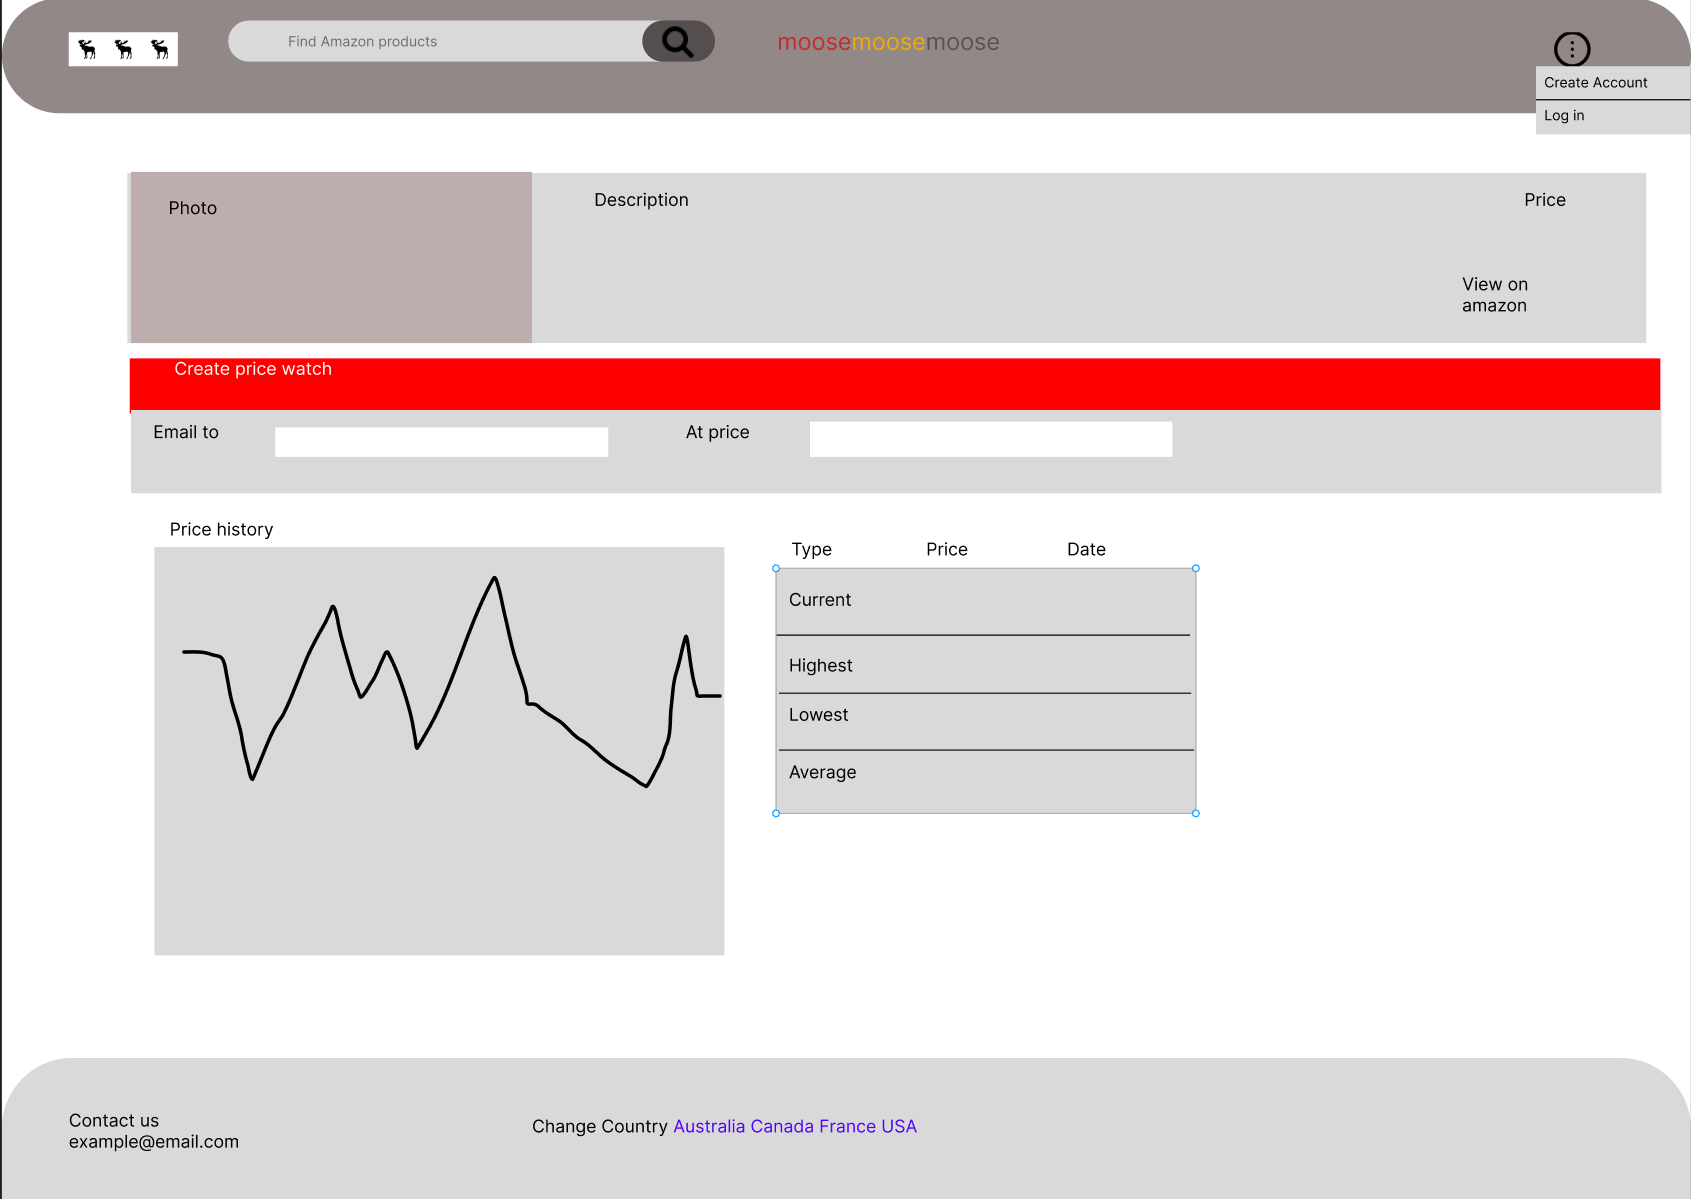 Find Amazon products
moosemoosemoose
Create Account
Log in
Photo
Description
Price
View on
amazon
Create price watch
Email to
At price
Price history
Type Price Date
Current
Highest
Lowest
Average
Contact us
example@email.com
Change Country Australia Canada France USA